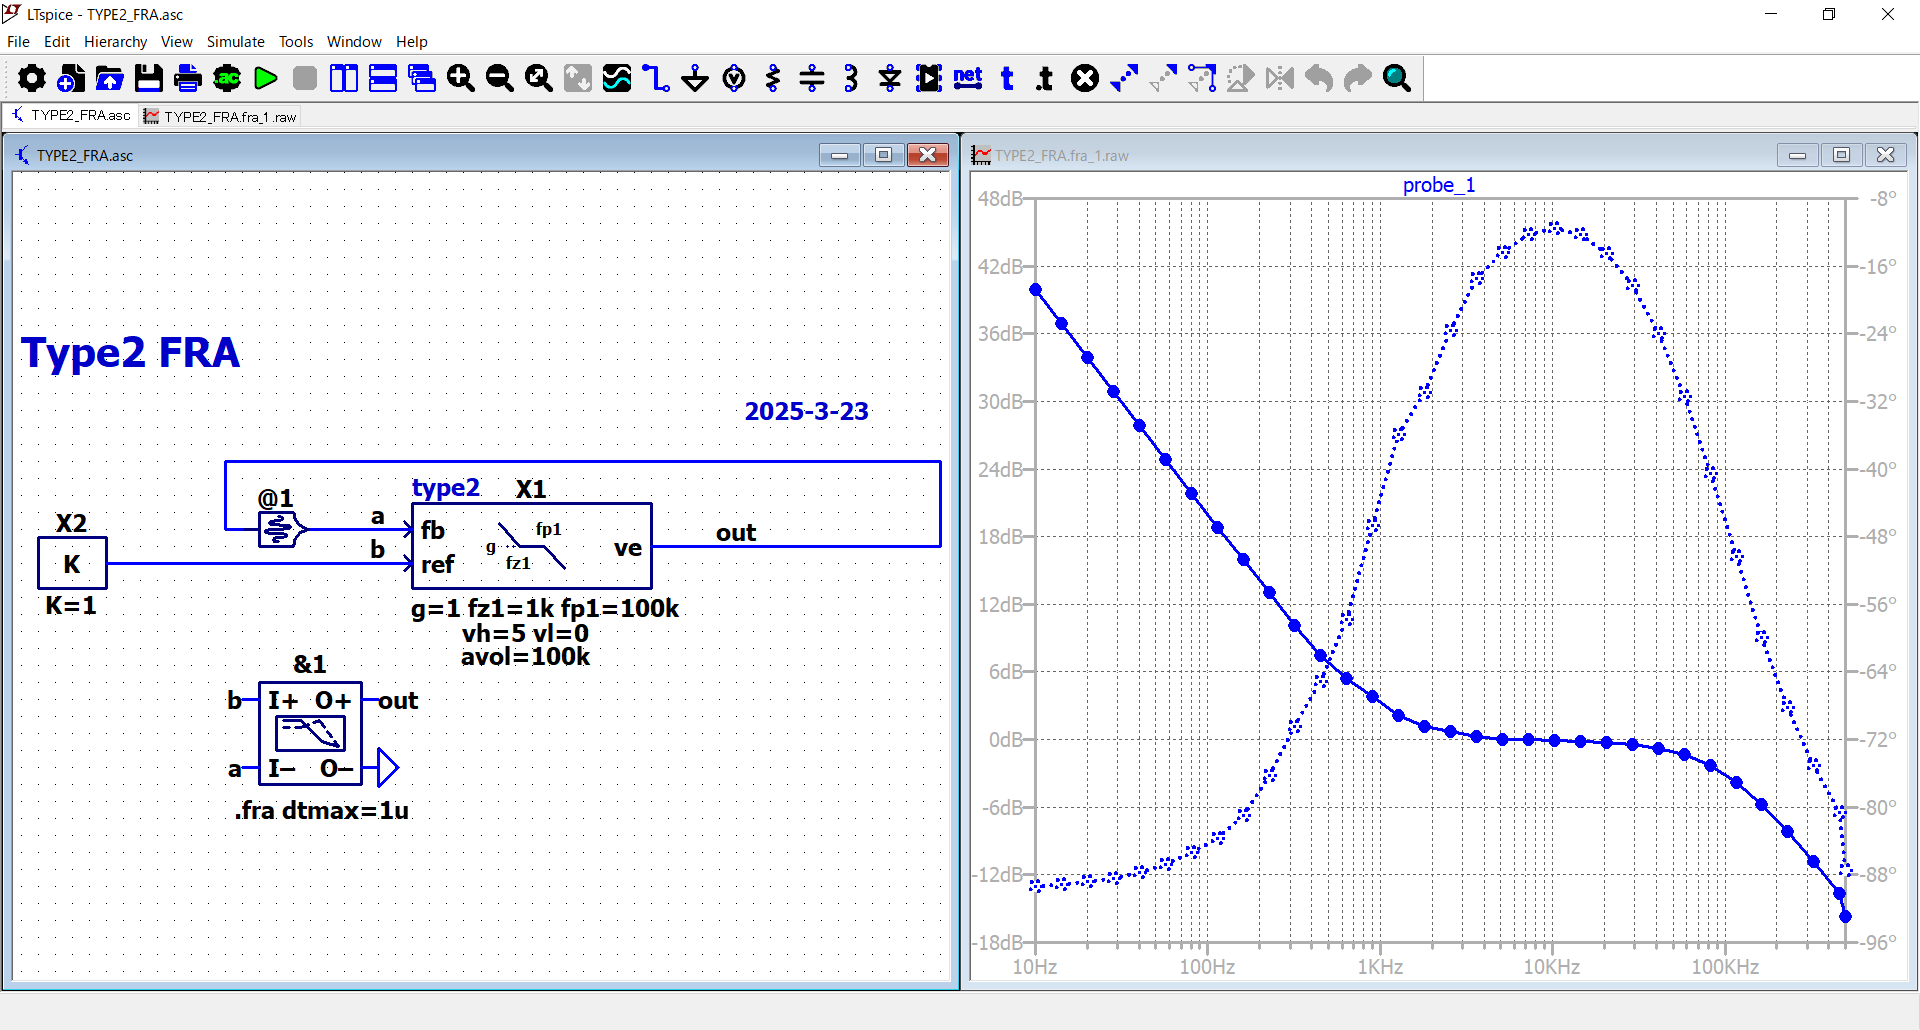 LTspice - TYPE2_FRA.asc
File Edit Hierarchy View Simulate Tools Window Help
.ac
net
t
.t
TYPE2_FRA.asc
TYPE2_FRA.fra_1.raw
TYPE2_FRA.asc
Type2 FRA
2025-3-23
@1
type2
X1
X2
a
fb
fp1
out
K
b
g
ve
ref
fz1
K=1
g=1 fz1=1k fp1=100k
vh=5 vl=0
avol=100k
&1
b
I+ O+
out
a
I− O−
.fra dtmax=1u
TYPE2_FRA.fra_1.raw
probe_1
48dB
-8°
42dB
-16°
36dB
-24°
30dB
-32°
24dB
-40°
18dB
-48°
12dB
-56°
6dB
-64°
0dB
-72°
-6dB
-80°
-12dB
-88°
-18dB
-96°
10Hz 100Hz 1KHz 10KHz 100KHz